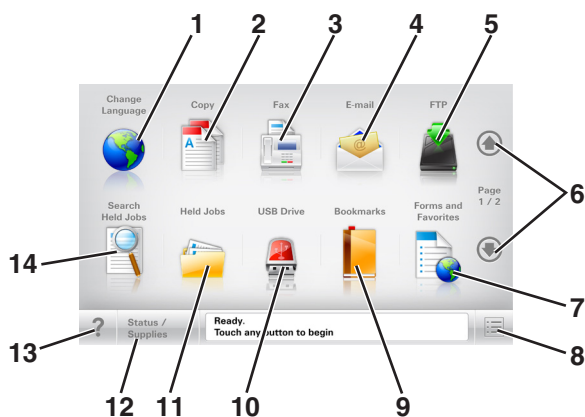 1 2 3 4 5
Change
Language
Copy
Fax
E-mail
FTP
A
@
6
Page
1 / 2
Search
Held Jobs
Held Jobs
USB Drive
Bookmarks
Forms and
Favorites
14
7
?
Status /
Supplies
Ready.
Touch any button to begin
13
12
11
10
9
8